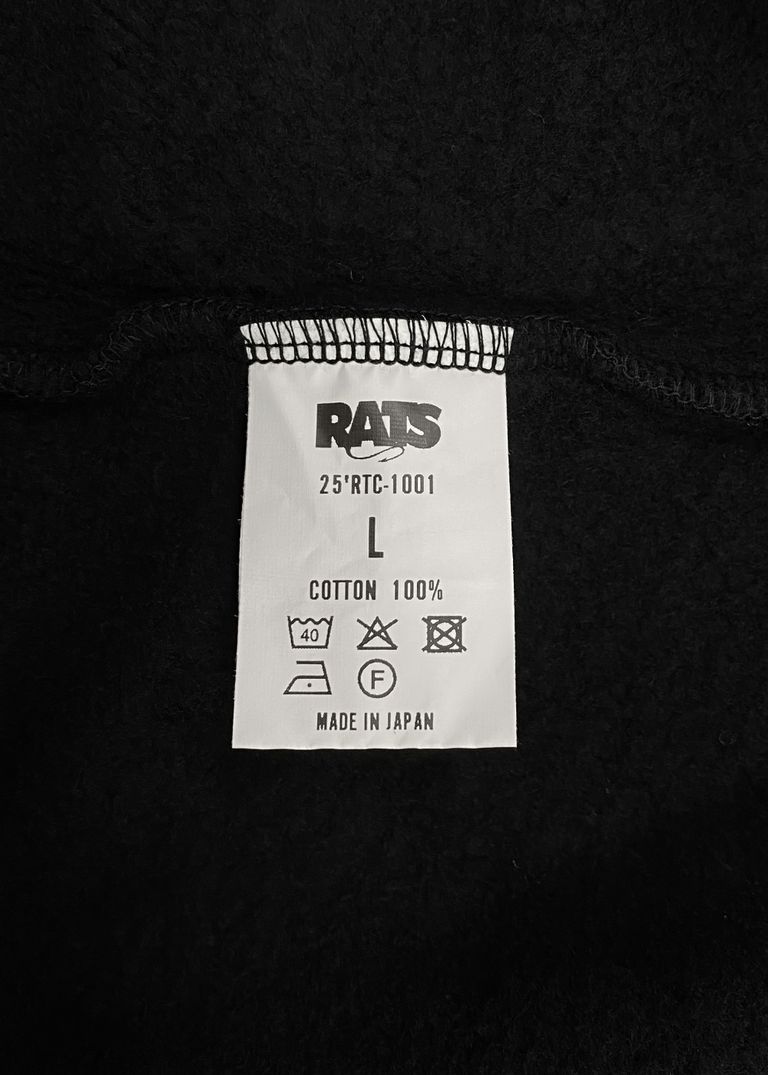 RATS
25'RTC-1001
L
COTTON 100%
40
F
MADE IN JAPAN